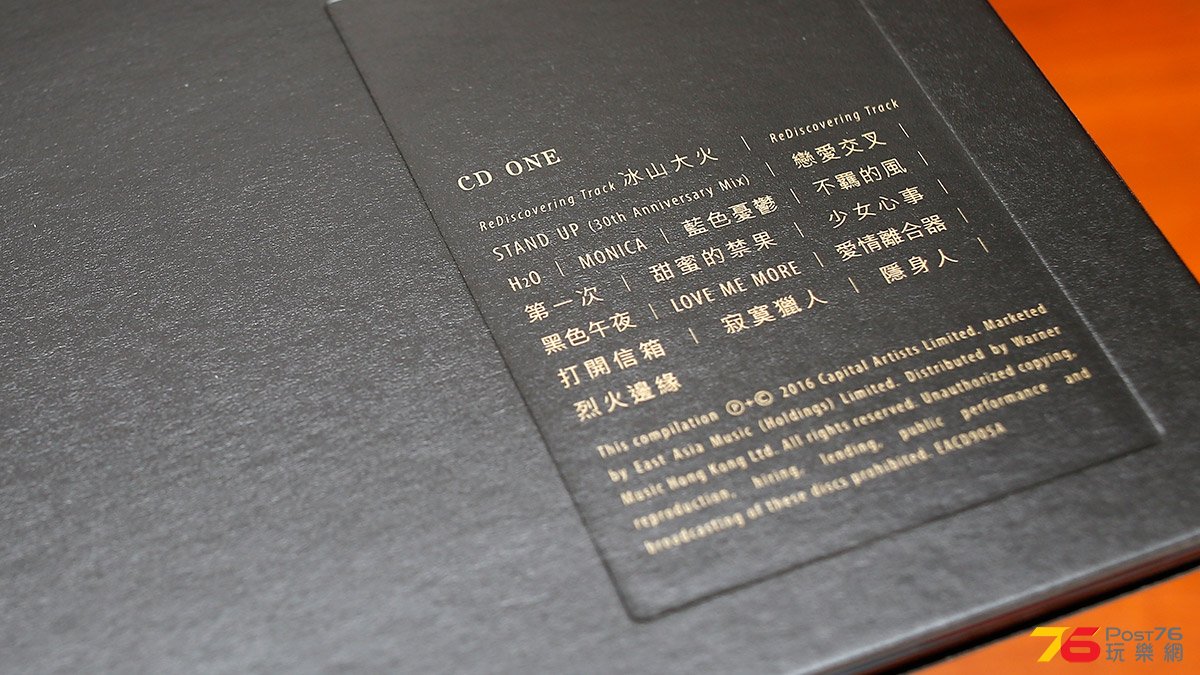 CD ONE
ReDiscovering Track 冰山大火 | ReDiscovering Track
STAND UP (30th Anniversary Mix) | 戀愛交叉 |
H₂O | MONICA | 藍色憂鬱 | 不羈的風 |
第一次 | 甜蜜的禁果 | 少女心事 |
黑色午夜 | LOVE ME MORE | 愛情離合器 |
打開信箱 | 寂寞獵人 | 隱身人 |
烈火邊緣
This compilation Ⓟ+© 2016 Capital Artists Limited. Marketed
by East Asia Music (Holdings) Limited. Distributed by Warner
Music Hong Kong Ltd. All rights reserved. Unauthorized copying,
reproduction, hiring, lending, public performance and
broadcasting of these discs prohibited. EACD905A
76 POST76
玩樂網